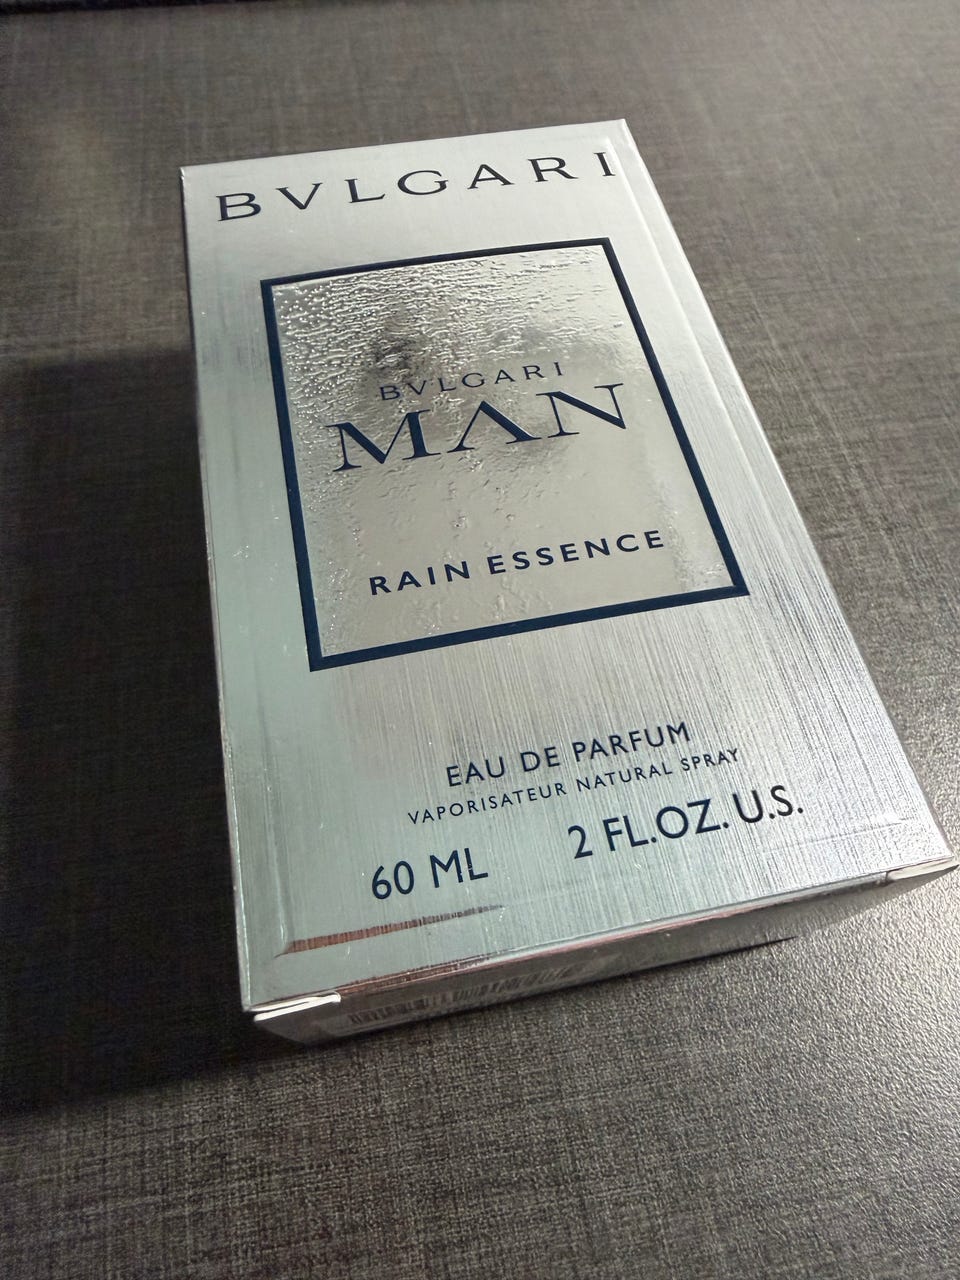 BVLGARI
BVLGARI
MAN
RAIN ESSENCE
EAU DE PARFUM
VAPORISATEUR NATURAL SPRAY
60 ML 2 FL.OZ. U.S.